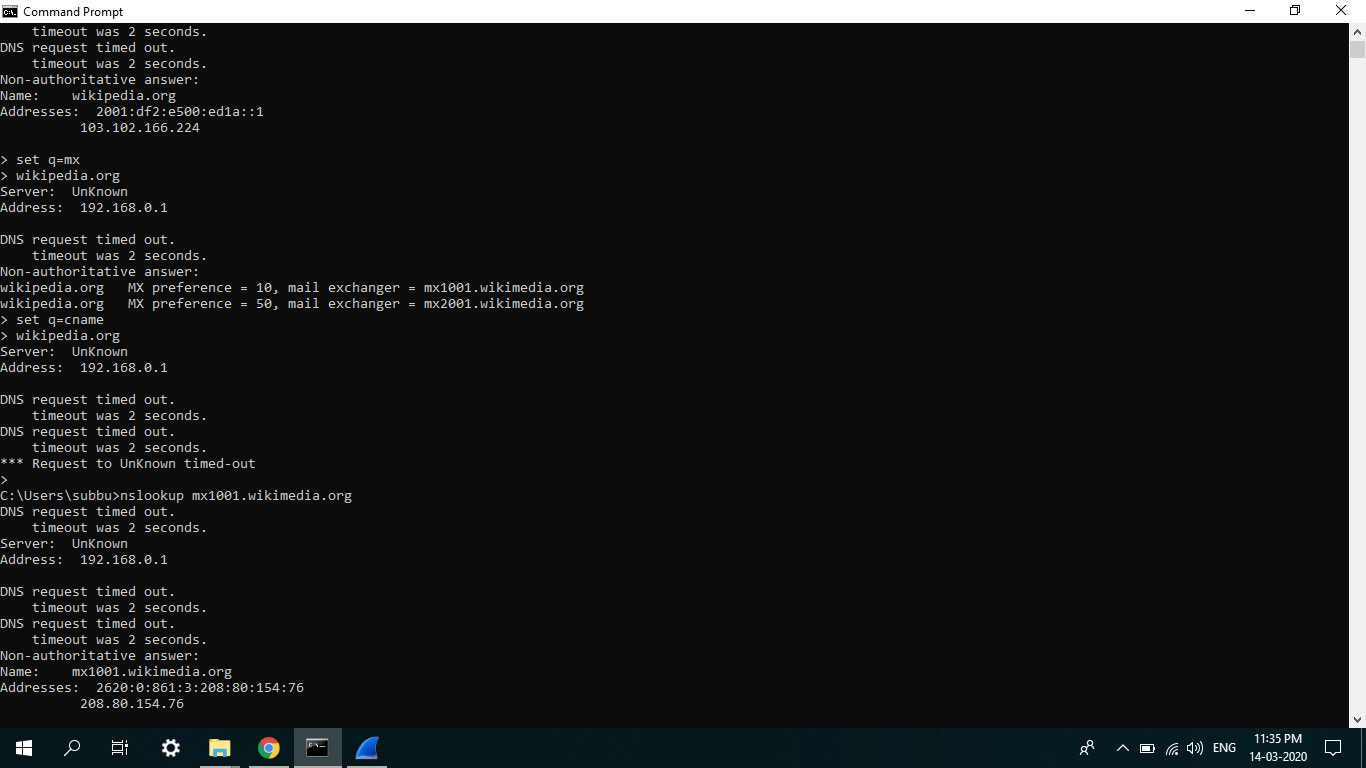 Command Prompt
timeout was 2 seconds.
DNS request timed out.
timeout was 2 seconds.
Non-authoritative answer:
Name:    wikipedia.org
Addresses:  2001:df2:e500:ed1a::1
103.102.166.224
> set q=mx
> wikipedia.org
Server:  UnKnown
Address:  192.168.0.1
DNS request timed out.
timeout was 2 seconds.
Non-authoritative answer:
wikipedia.org   MX preference = 10, mail exchanger = mx1001.wikimedia.org
wikipedia.org   MX preference = 50, mail exchanger = mx2001.wikimedia.org
> set q=cname
> wikipedia.org
Server:  UnKnown
Address:  192.168.0.1
DNS request timed out.
timeout was 2 seconds.
DNS request timed out.
timeout was 2 seconds.
*** Request to UnKnown timed-out
>
C:\Users\subbu>nslookup mx1001.wikimedia.org
DNS request timed out.
timeout was 2 seconds.
Server:  UnKnown
Address:  192.168.0.1
DNS request timed out.
timeout was 2 seconds.
DNS request timed out.
timeout was 2 seconds.
Non-authoritative answer:
Name:    mx1001.wikimedia.org
Addresses:  2620:0:861:3:208:80:154:76
208.80.154.76
ENG
11:35 PM
14-03-2020